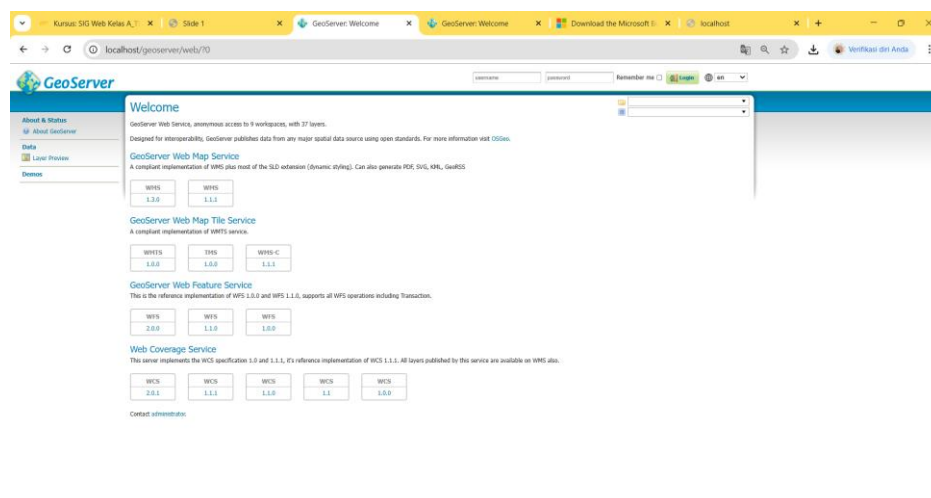 Kursus: SIG Web Kelas A_T
Slide 1
GeoServer: Welcome
GeoServer: Welcome
Download the Microsoft
localhost
localhost/geoserver/web/?0
Verifikasi diri Anda
GeoServer
username
password
Remember me
Login
en
About & Status
About GeoServer
Data
Layer Preview
Demos
Welcome
GeoServer Web Service, anonymous access to 9 workspaces, with 37 layers.
Designed for interoperability, GeoServer publishes data from any major spatial data source using open standards. For more information visit OSGeo.
GeoServer Web Map Service
A compliant implementation of WMS plus most of the SLD extension (dynamic styling). Can also generate PDF, SVG, KML, GeoRSS
WMS WMS
1.3.0 1.1.1
GeoServer Web Map Tile Service
A compliant implementation of WMTS service.
WMTS TMS WMS-C
1.0.0 1.0.0 1.1.1
GeoServer Web Feature Service
This is the reference implementation of WFS 1.0.0 and WFS 1.1.0, supports all WFS operations including Transaction.
WFS WFS WFS
2.0.0 1.1.0 1.0.0
Web Coverage Service
This server implements the WCS specification 1.0 and 1.1.1, it's reference implementation of WCS 1.1.1. All layers published by this service are available on WMS also.
WCS WCS WCS WCS WCS
2.0.1 1.1.1 1.1.0 1.1 1.0.0
Contact administrator